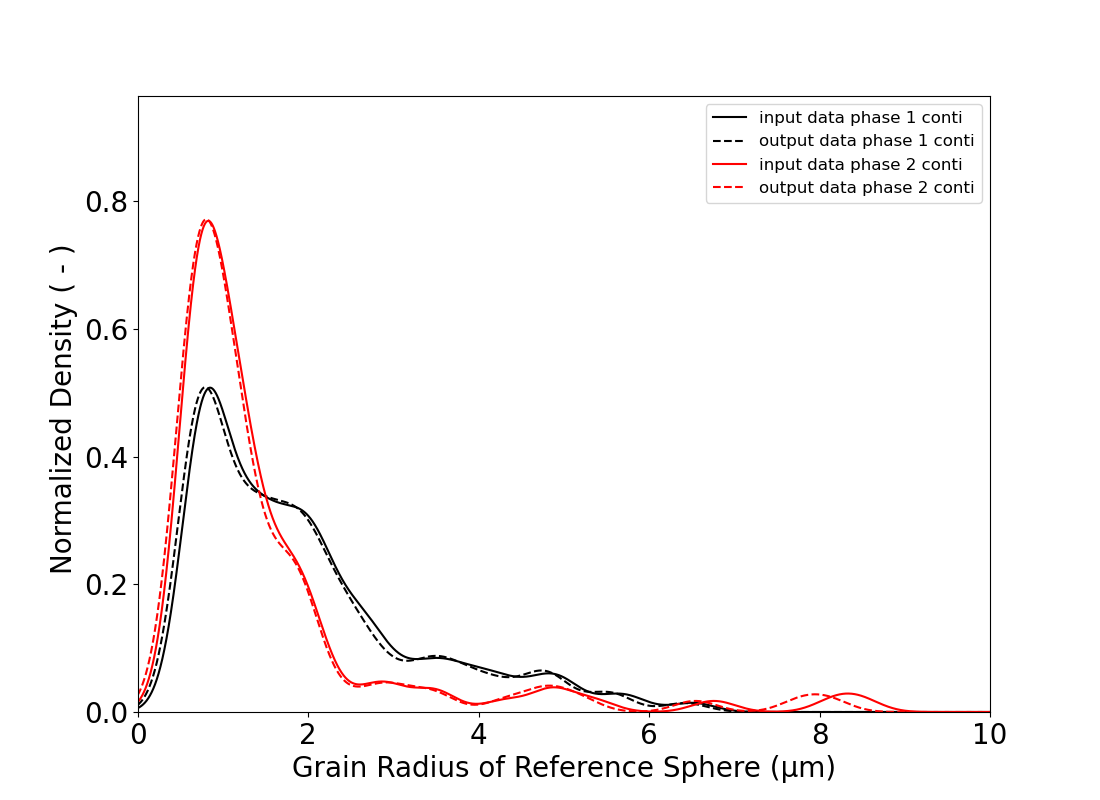 input data phase 1 conti
output data phase 1 conti
input data phase 2 conti
output data phase 2 conti
Normalized Density ( - )
0.8
0.6
0.4
0.2
0.0
0 2 4 6 8 10
Grain Radius of Reference Sphere (μm)